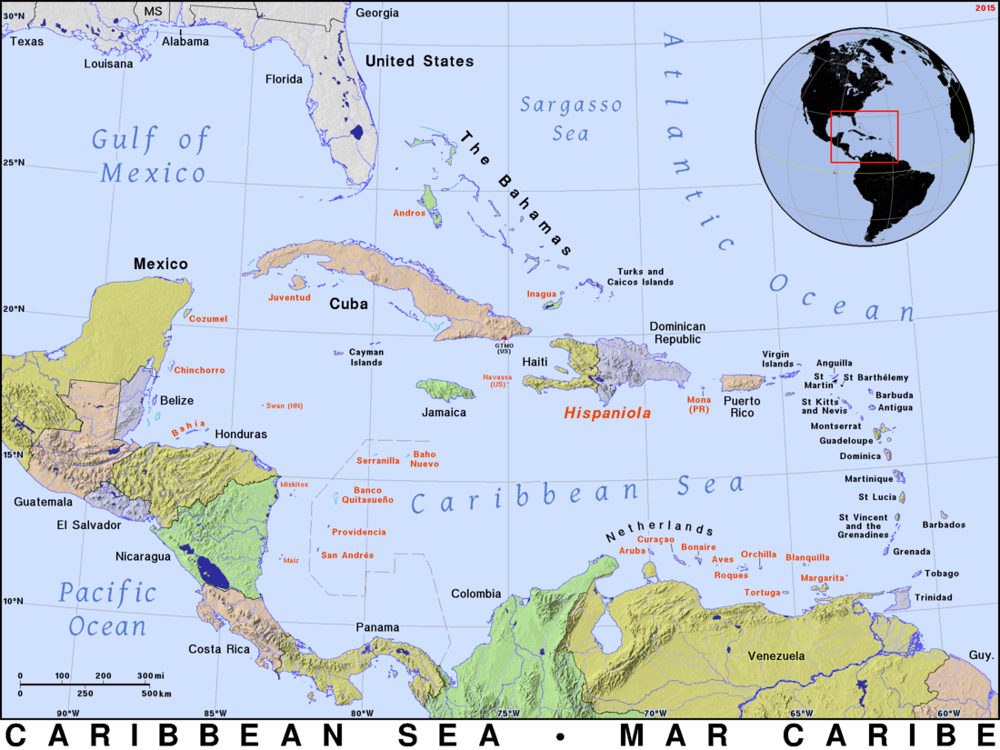 30°N
Texas
MS
Louisana
Alabama
Georgia
2015
United States
Florida
Gulf of
Mexico
Sargasso
Sea
Atlantic
Ocean
25°N
The Bahamas
Andros
Mexico
Juventud
Cuba
Inagua
Turks and
Caicos Islands
20°N
Cozumel
Chinchorro
Cayman
Islands
GTMO
(US)
Navassa
(US)
Haiti
Dominican
Republic
Hispaniola
Jamaica
Mona
(PR)
Puerto
Rico
Virgin
Islands
Anguilla
St
Martin
St Barthélemy
St Kitts
and Nevis
Barbuda
Antigua
Montserrat
Guadeloupe
Dominica
Martinique
St Lucia
St Vincent
and the
Grenadines
Barbados
Grenada
Tobago
Trinidad
Belize
Swan (HN)
Bahia
Honduras
15°N
Serranilla
Baho
Nuevo
Miskitos
Banco
Quitasueño
Caribbean Sea
Guatemala
El Salvador
Nicaragua
Providencia
San Andrés
Maiz
Netherlands
Aruba
Curaçao
Bonaire
Aves
Roques
Orchilla
Blanquilla
Margarita
Tortuga
Pacific
Ocean
10°N
Colombia
Panama
Costa Rica
Venezuela
Guy.
0 100 200 300 mi
0 250 500 km
90°W
85°W
80°W
75°W
70°W
65°W
60°W
CARIBBEAN SEA • MAR CARIBE